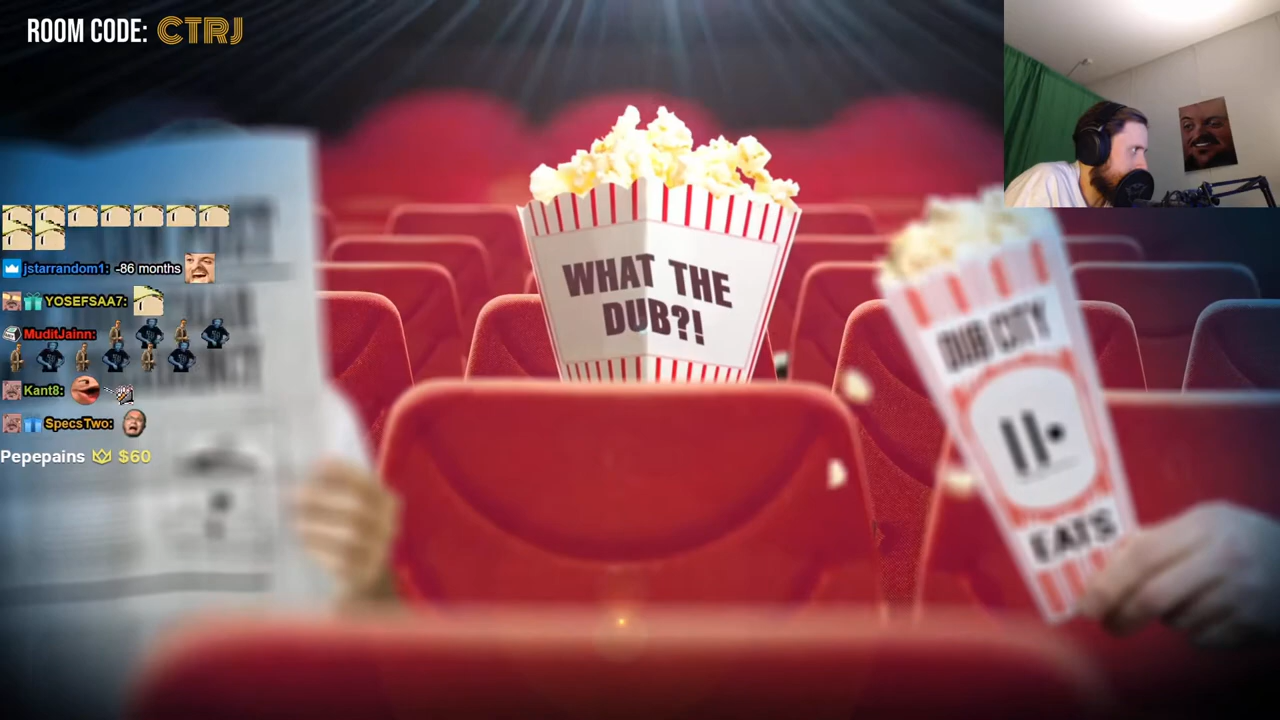 ROOM CODE: CTRJ
jstarrandom1: -86 months
YOSEFSAA7:
MuditJainn:
Kant8:
SpecsTwo:
Pepepains $60
WHAT THE
DUB?!
DUB CITY
EATS